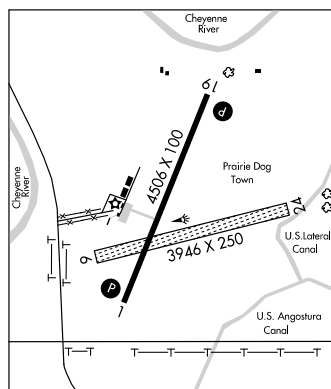 Cheyenne
River
19
P
4506 X 100
Prairie Dog
Town
Cheyenne
River
24
3946 X 250
6
U.S.Lateral
Canal
P
1
U.S. Angostura
Canal